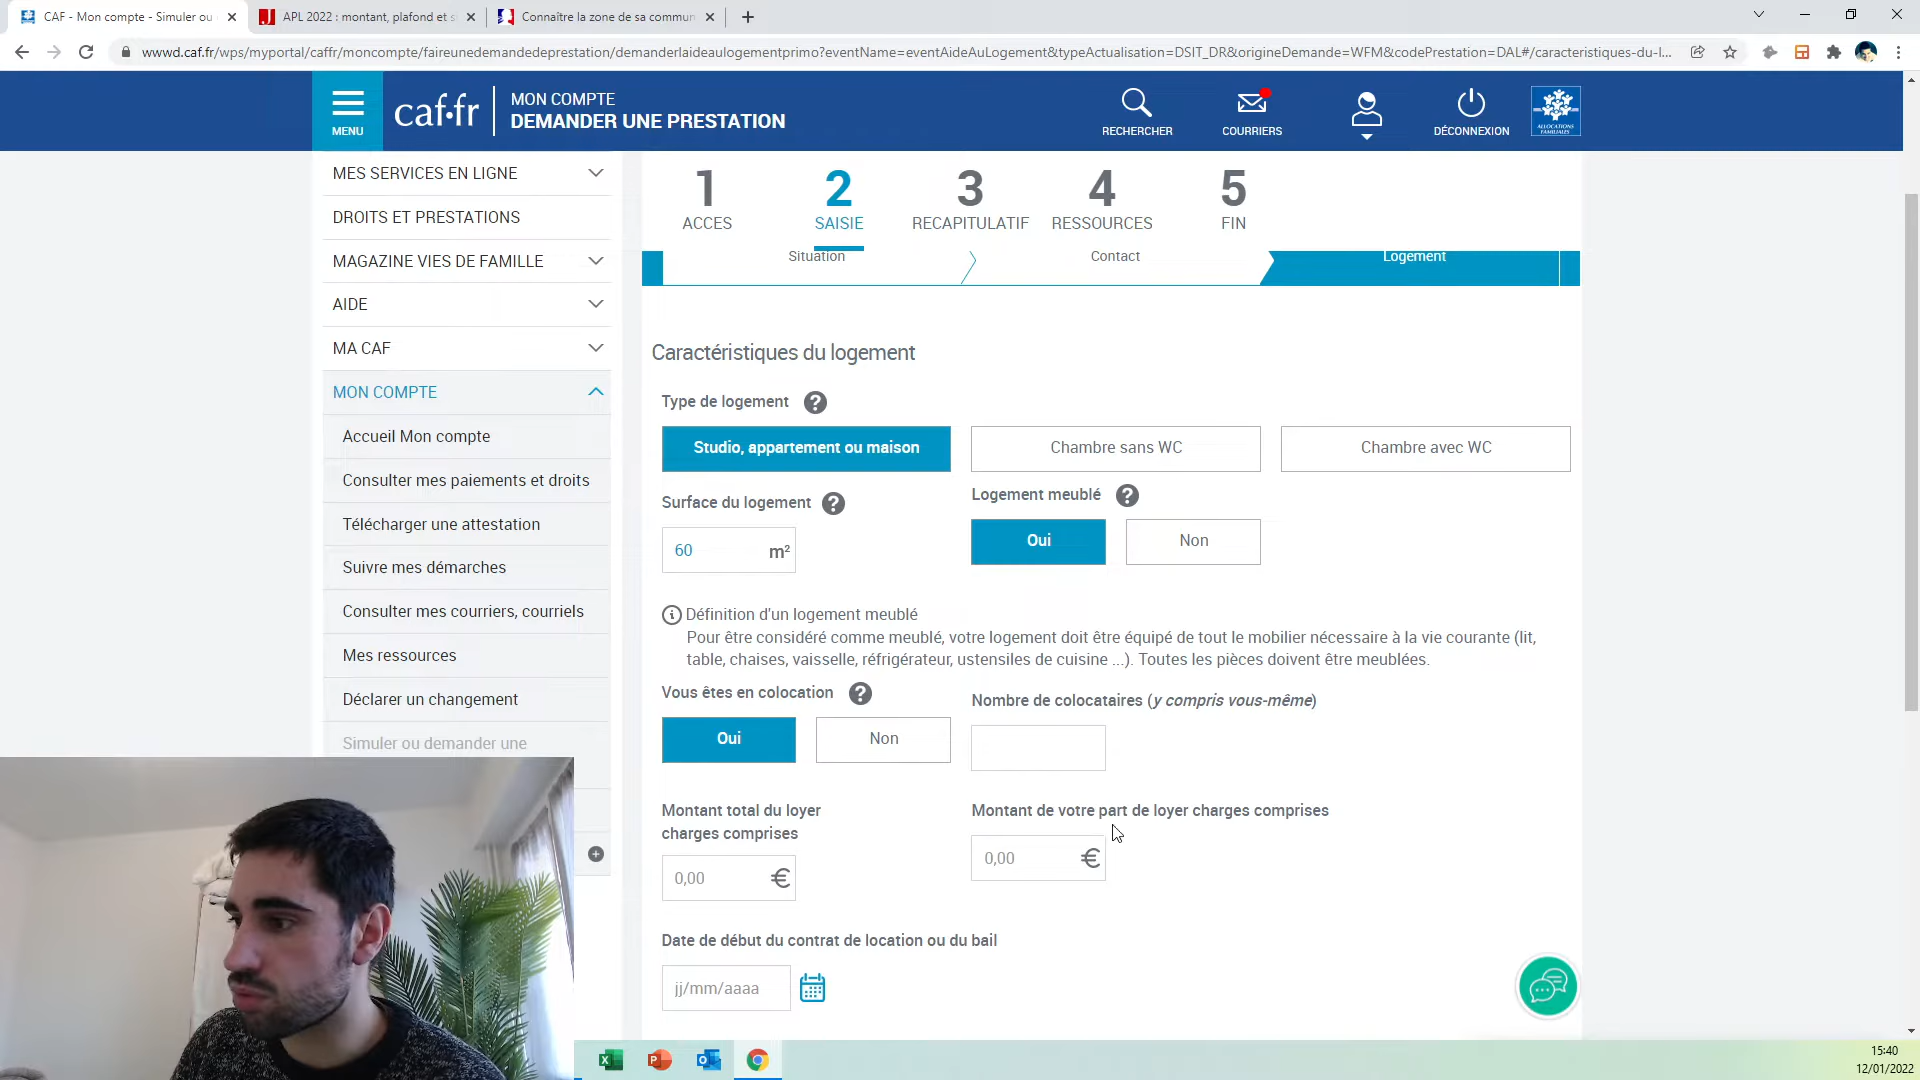 CAF - Mon compte - Simuler ou
APL 2022 : montant, plafond et s
Connaître la zone de sa commun
wwwd.caf.fr/wps/myportal/caffr/moncompte/faireunedemandedeprestation/demanderlaideaulogementprimo?eventName=eventAideAuLogement&typeActualisation=DSIT_DR&origineDemande=WFM&codePrestation=DAL#/caracteristiques-du-l...
MENU
caf.fr
MON COMPTE
DEMANDER UNE PRESTATION
RECHERCHER
COURRIERS
DÉCONNEXION
ALLOCATIONS
FAMILIALES
MES SERVICES EN LIGNE
DROITS ET PRESTATIONS
MAGAZINE VIES DE FAMILLE
AIDE
MA CAF
MON COMPTE
Accueil Mon compte
Consulter mes paiements et droits
Télécharger une attestation
Suivre mes démarches
Consulter mes courriers, courriels
Mes ressources
Déclarer un changement
Simuler ou demander une
1 2 3 4 5
ACCES SAISIE RECAPITULATIF RESSOURCES FIN
Situation Contact Logement
Caractéristiques du logement
Type de logement ?
Studio, appartement ou maison
Chambre sans WC
Chambre avec WC
Surface du logement ?
60 m²
Logement meublé ?
Oui Non
Définition d'un logement meublé
Pour être considéré comme meublé, votre logement doit être équipé de tout le mobilier nécessaire à la vie courante (lit,
table, chaises, vaisselle, réfrigérateur, ustensiles de cuisine ...). Toutes les pièces doivent être meublées.
Vous êtes en colocation ?
Oui Non
Nombre de colocataires (y compris vous-même)
Montant total du loyer
charges comprises
0,00 €
Montant de votre part de loyer charges comprises
0,00 €
Date de début du contrat de location ou du bail
jj/mm/aaaa
15:40
12/01/2022